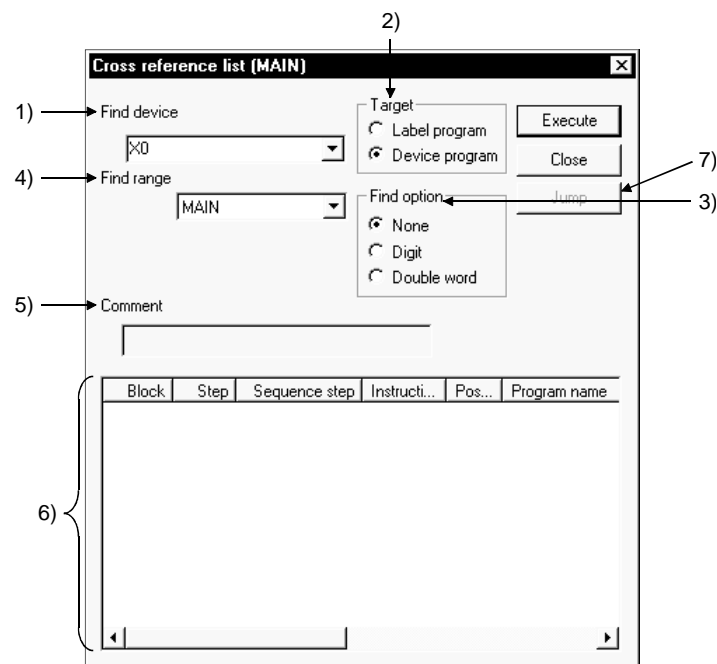 2)
Cross reference list (MAIN)
1)
Find device
X0
Target
Label program
Device program
Execute
Close
7)
Jump
4)
Find range
MAIN
Find option
3)
None
Digit
Double word
5)
Comment
Block Step Sequence step Instructi... Pos... Program name
6)